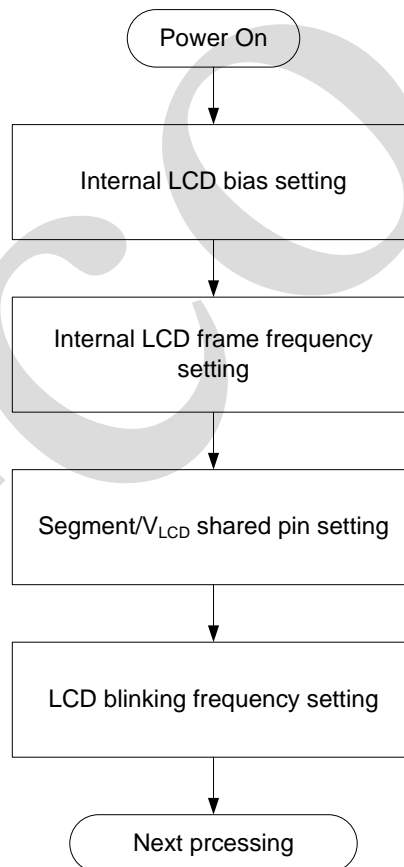 Power On
Internal LCD bias setting
Internal LCD frame frequency
setting
Segment/VLCD shared pin setting
LCD blinking frequency setting
Next prcessing